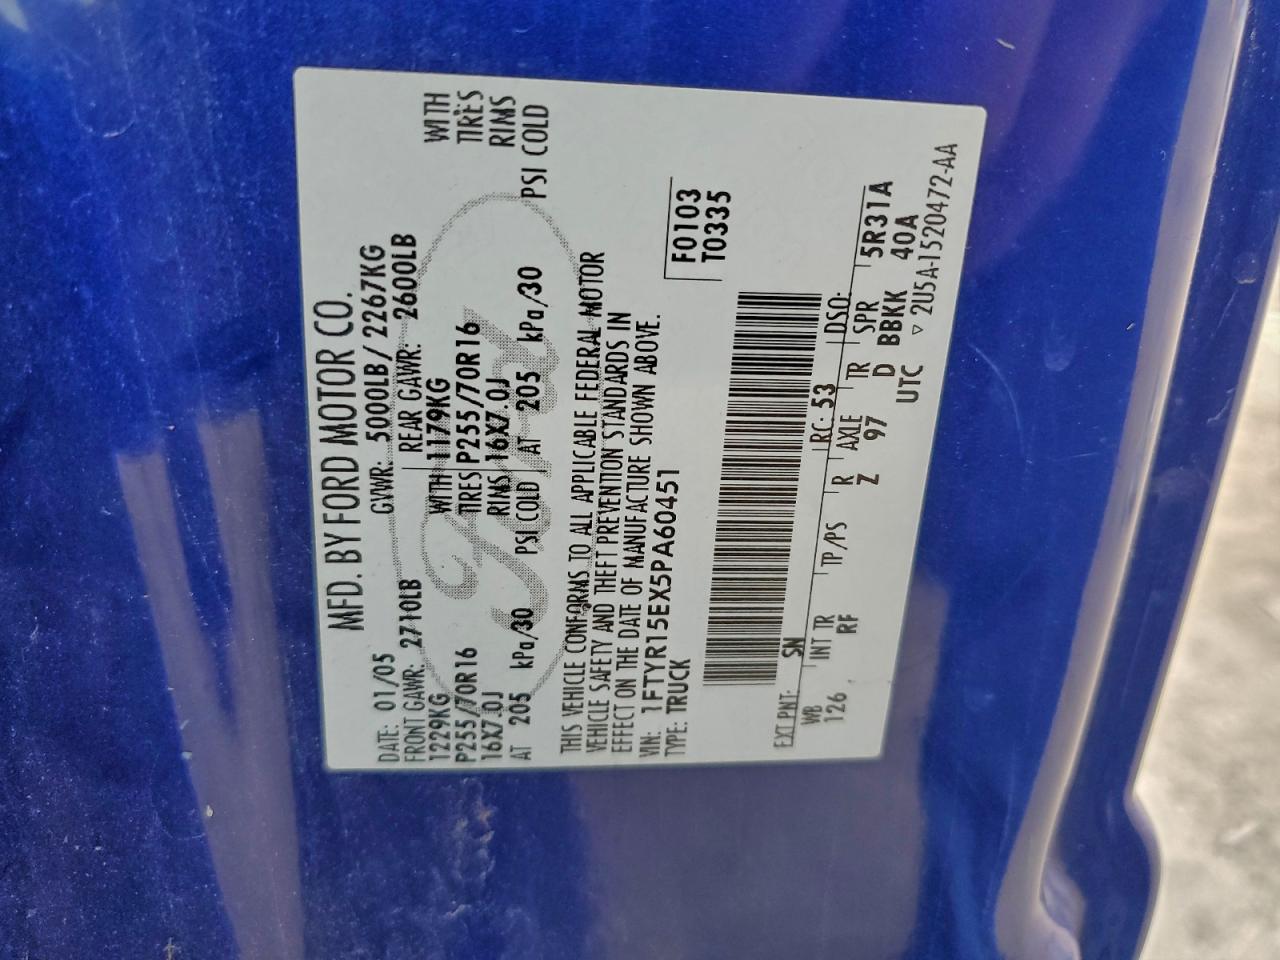 MFD. BY FORD MOTOR CO.
DATE: 01/05 GVWR: 5000LB/ 2267KG
FRONT GAWR: 2710LB REAR GAWR: 2600LB
1229KG WITH 1179KG WITH
P255/70R16 TIRES P255/70R16 TIRES
16X7.0J RIMS 16X7.0J RIMS
AT 205 kPa/30 PSI COLD AT 205 kPa/30 PSI COLD
Ford
THIS VEHICLE CONFORMS TO ALL APPLICABLE FEDERAL MOTOR
VEHICLE SAFETY AND THEFT PREVENTION STANDARDS IN
EFFECT ON THE DATE OF MANUFACTURE SHOWN ABOVE.
VIN: 1FTYR15EX5PA60451 F0103
TYPE: TRUCK T0335
EXT PNT: SN RC: 53 DSO:
WB INT TR TP/PS R AXLE TR SPR 5R31A
126 RF Z 97 D BBKK 40A
UTC ▽ 2U5A-1520472-AA